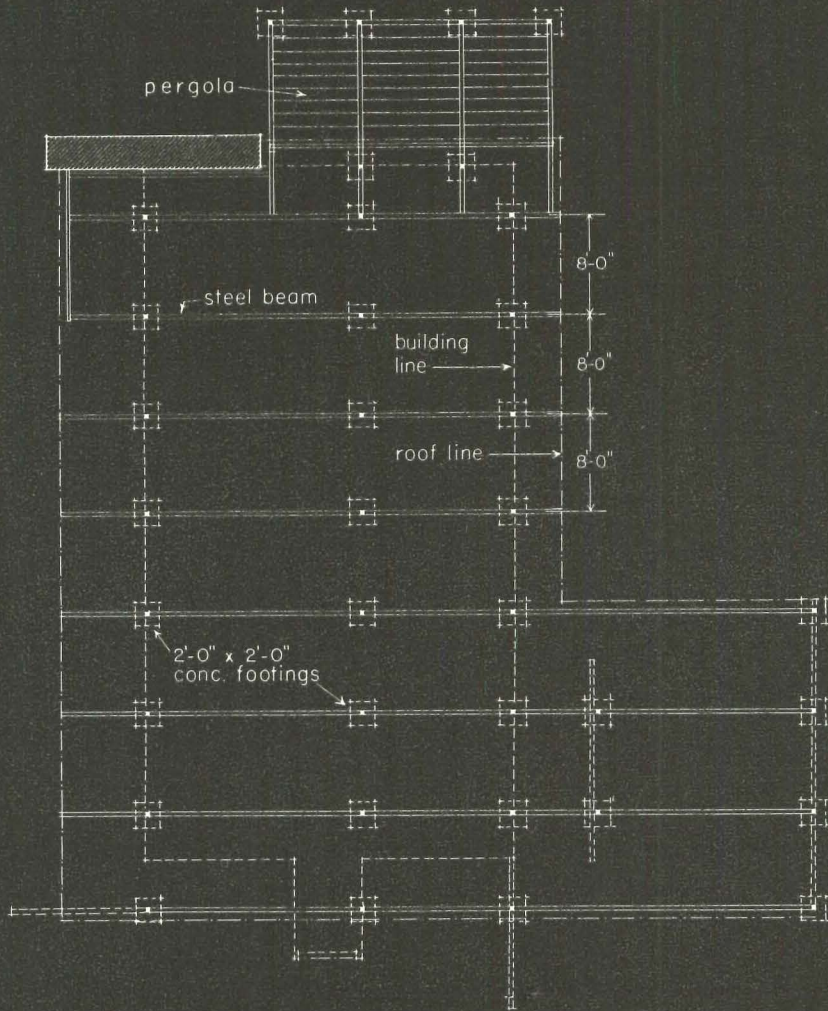 pergola
8'-0"
steel beam
building
line
8'-0"
roof line
8'-0"
2'-0" x 2'-0"
conc. footings